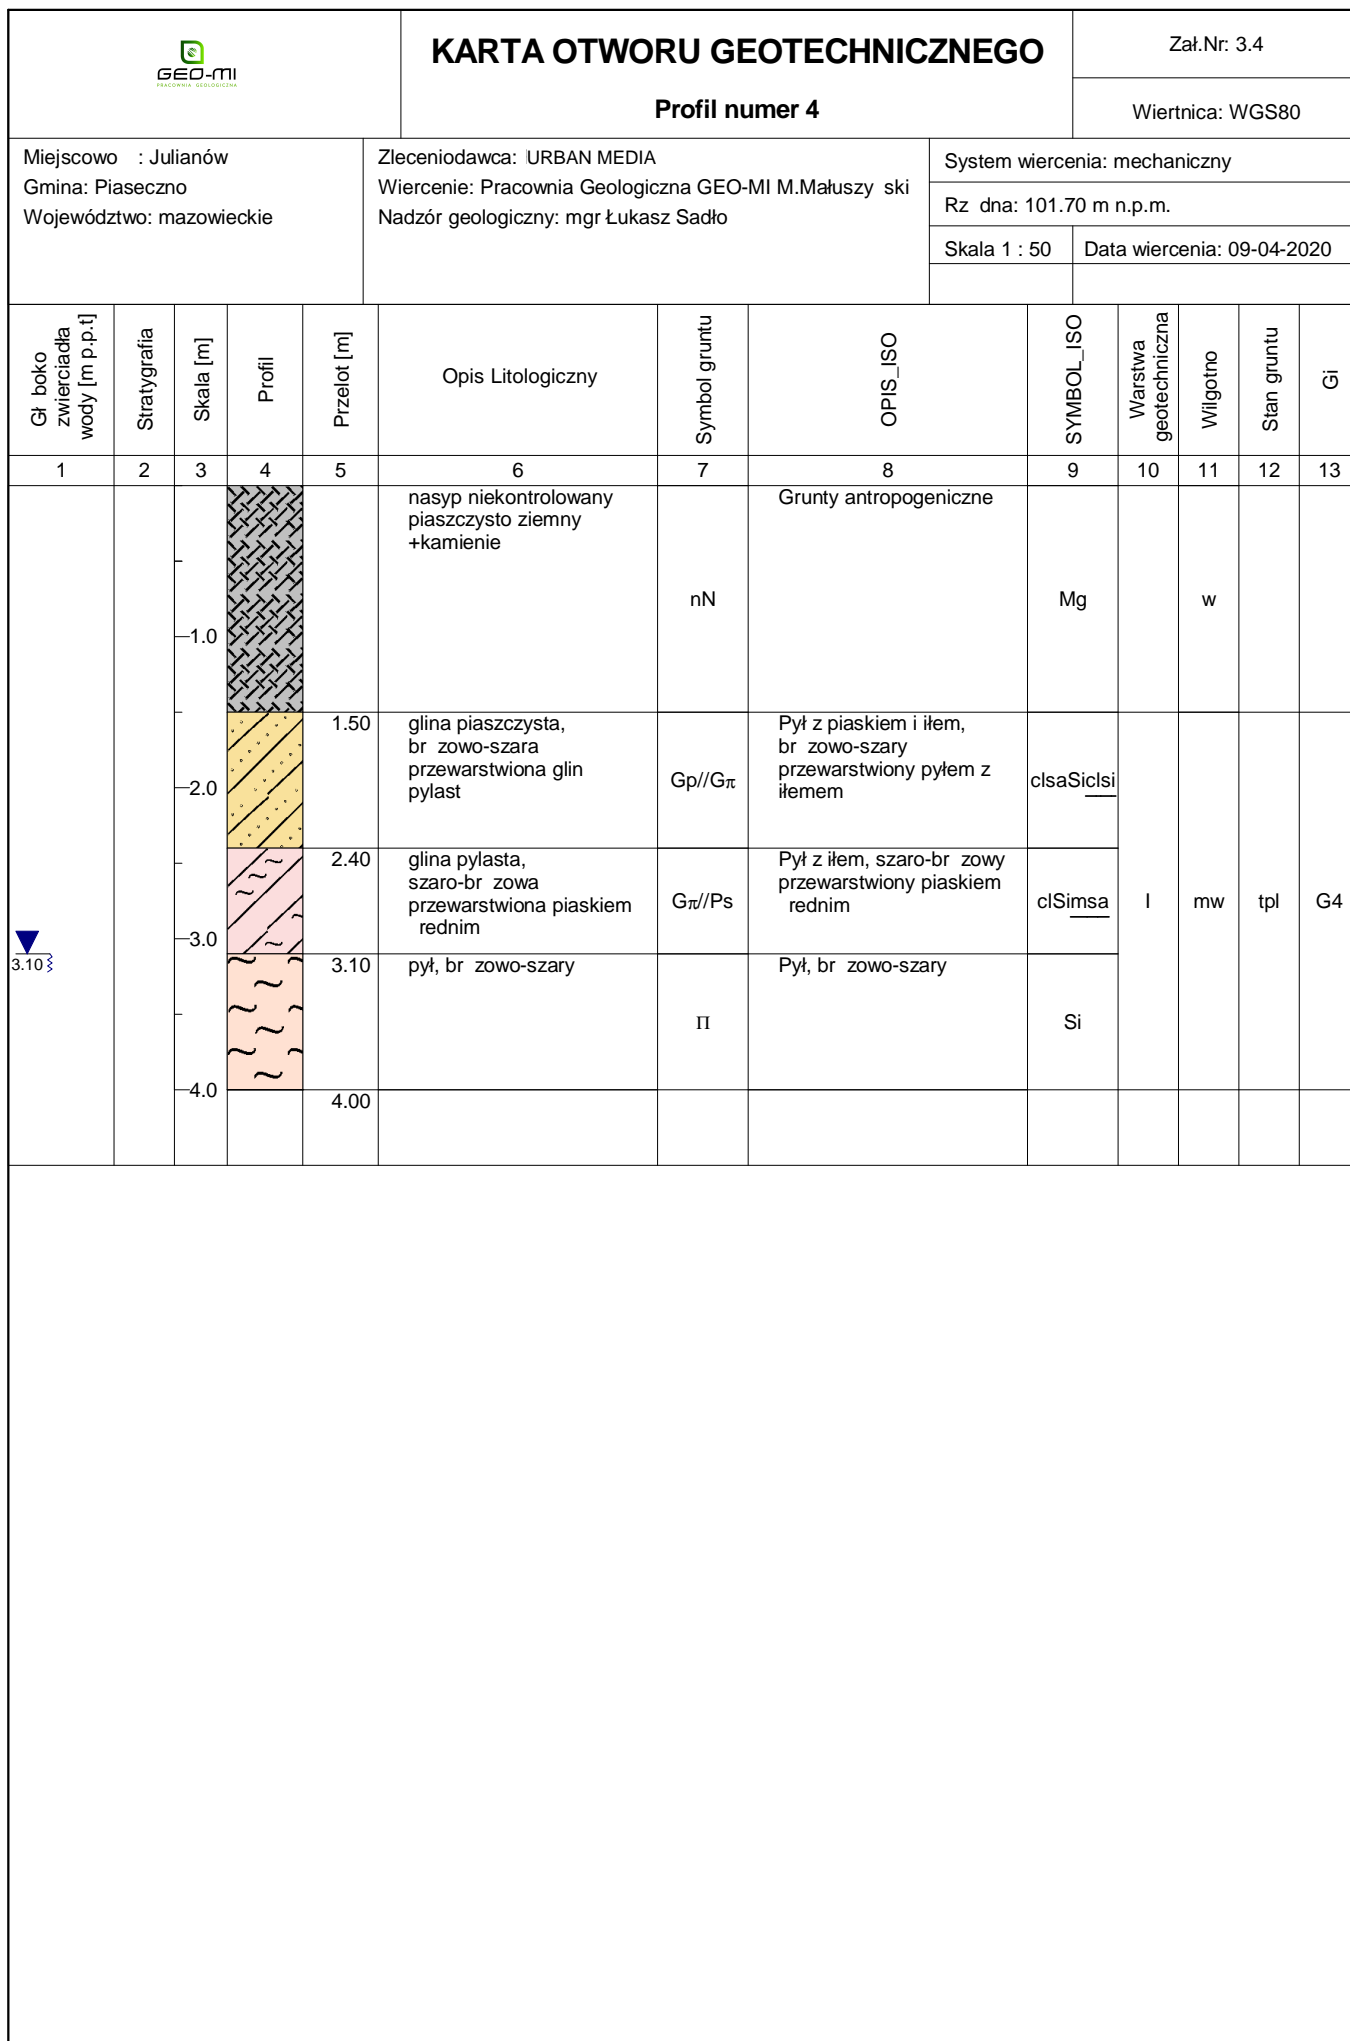 GEO-MI
PRACOWNIA GEOLOGICZNA
KARTA OTWORU GEOTECHNICZNEGO
Profil numer 4
Zał.Nr: 3.4
Wiertnica: WGS80
Miejscowo : Julianów
Gmina: Piaseczno
Województwo: mazowieckie
Zleceniodawca: URBAN MEDIA
Wiercenie: Pracownia Geologiczna GEO-MI M.Małuszy ski
Nadzór geologiczny: mgr Łukasz Sadło
System wiercenia: mechaniczny
Rz dna: 101.70 m n.p.m.
Skala 1 : 50
Data wiercenia: 09-04-2020
Gł boko
zwierciadła
wody [m p.p.t]
Stratygrafia
Skala [m]
Profil
Przelot [m]
Opis Litologiczny
Symbol gruntu
OPIS_ISO
SYMBOL_ISO
Warstwa
geotechniczna
Wilgotno
Stan gruntu
Gi
1 2 3 4 5 6 7 8 9 10 11 12 13
nasyp niekontrolowany
piaszczysto ziemny
+kamienie
nN
Grunty antropogeniczne
Mg
w
1.0
1.50
glina piaszczysta,
br zowo-szara
przewarstwiona glin
pylast
Gp//Gπ
Pył z piaskiem i iłem,
br zowo-szary
przewarstwiony pyłem z
iłemem
clsaSiclsi
2.0
2.40
glina pylasta,
szaro-br zowa
przewarstwiona piaskiem
rednim
Gπ//Ps
Pył z iłem, szaro-br zowy
przewarstwiony piaskiem
rednim
clSimsa
I
mw
tpl
G4
3.0
3.10
3.10
pył, br zowo-szary
Π
Pył, br zowo-szary
Si
4.0
4.00